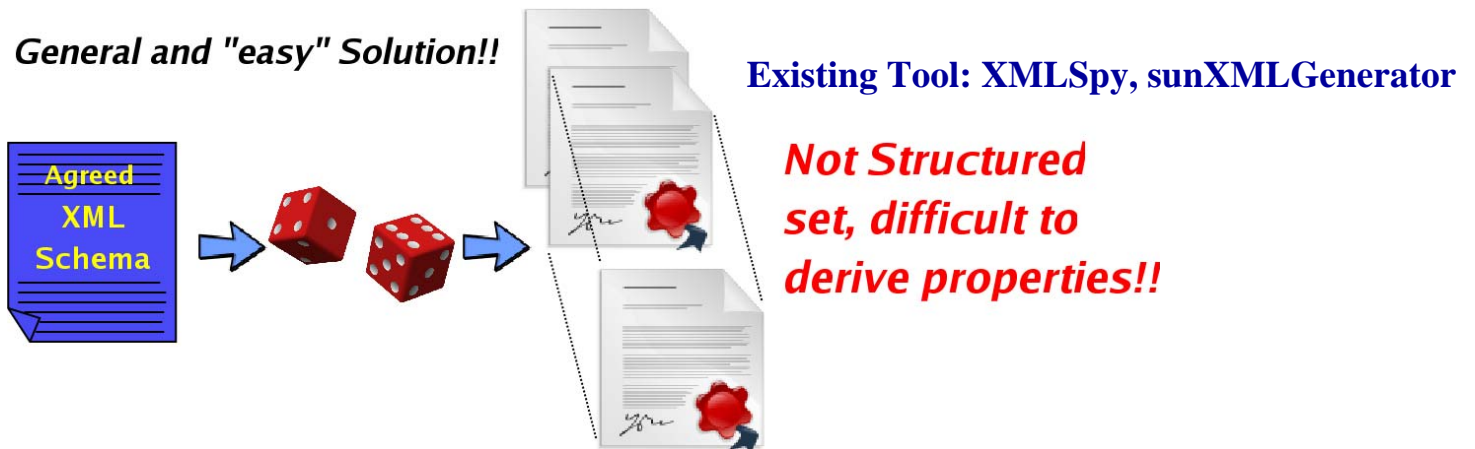 General and "easy" Solution!!
Existing Tool: XMLSpy, sunXMLGenerator
Agreed
XML
Schema
Not Structured
set, difficult to
derive properties!!